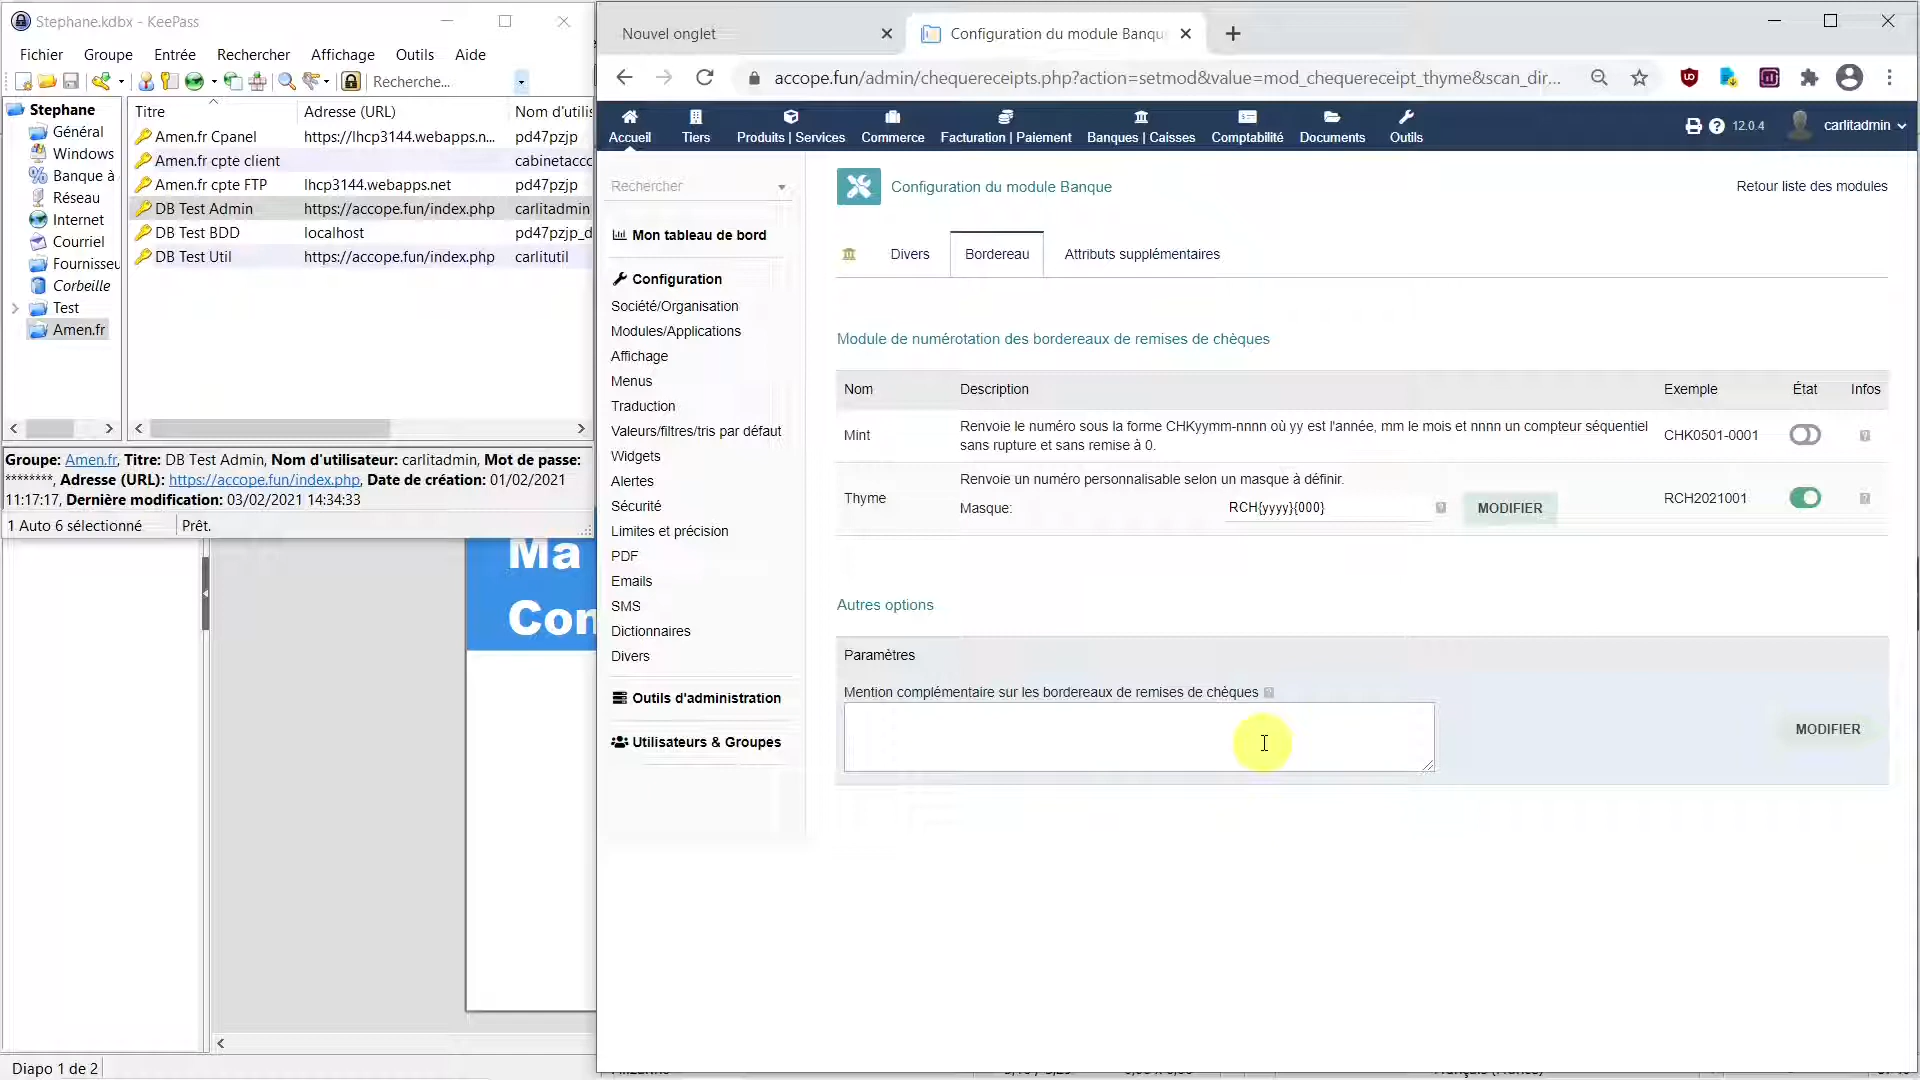 Stephane.kdbx - KeePass
Fichier Groupe Entrée Rechercher Affichage Outils Aide
Recherche...
Stephane
Général
Windows
Banque à
Réseau
Internet
Courriel
Fournisseu
Corbeille
Test
Amen.fr
Titre Adresse (URL) Nom d'utilis
Amen.fr Cpanel https://lhcp3144.webapps.n... pd47pzjp
Amen.fr cpte client cabinetacco
Amen.fr cpte FTP lhcp3144.webapps.net pd47pzjp
DB Test Admin https://accope.fun/index.php carlitadmin
DB Test BDD localhost pd47pzjp_d
DB Test Util https://accope.fun/index.php carlitutil
Groupe: Amen.fr, Titre: DB Test Admin, Nom d'utilisateur: carlitadmin, Mot de passe:
********, Adresse (URL): https://accope.fun/index.php, Date de création: 01/02/2021
11:17:17, Dernière modification: 03/02/2021 14:34:33
1 Auto 6 sélectionné Prêt.
Ma
Con
Diapo 1 de 2
Nouvel onglet
Configuration du module Banqu
accope.fun/admin/chequereceipts.php?action=setmod&value=mod_chequereceipt_thyme&scan_dir...
Accueil Tiers Produits | Services Commerce Facturation | Paiement Banques | Caisses Comptabilité Documents Outils
12.0.4 carlitadmin
Rechercher
Mon tableau de bord
Configuration
Société/Organisation
Modules/Applications
Affichage
Menus
Traduction
Valeurs/filtres/tris par défaut
Widgets
Alertes
Sécurité
Limites et précision
PDF
Emails
SMS
Dictionnaires
Divers
Outils d'administration
Utilisateurs & Groupes
Configuration du module Banque
Retour liste des modules
Divers Bordereau Attributs supplémentaires
Module de numérotation des bordereaux de remises de chèques
Nom Description Exemple État Infos
Mint Renvoie le numéro sous la forme CHKyymm-nnnn où yy est l'année, mm le mois et nnnn un compteur séquentiel
sans rupture et sans remise à 0. CHK0501-0001
Thyme Renvoie un numéro personnalisable selon un masque à définir.
Masque: RCH{yyyy}{000} MODIFIER RCH2021001
Autres options
Paramètres
Mention complémentaire sur les bordereaux de remises de chèques
MODIFIER